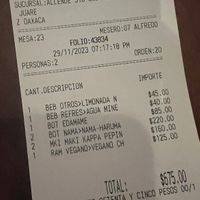 SUCURSAL:ALLENDE
JUARE
Z OAXACA
MESA:23 MESERO:07 ALFREDO
FOLIO:43834
29/11/2023 07:17:18 PM
PERSONAS:2 ORDEN:20
CANT.DESCRIPCION IMPORTE
1 BEB OTROS>LIMONADA N $45.00
1 BEB REFRES>AGUA MINE $40.00
1 BOT EDAMAME $85.00
2 BOT NAMA>NAMA-HARUMA $220.00
2 MKI MAKI KAPPA PEPIN $160.00
1 RAM VEGANO>VEGANO CH $125.00
TOTAL: $675.00
SETENTA Y CINCO PESOS 00/1